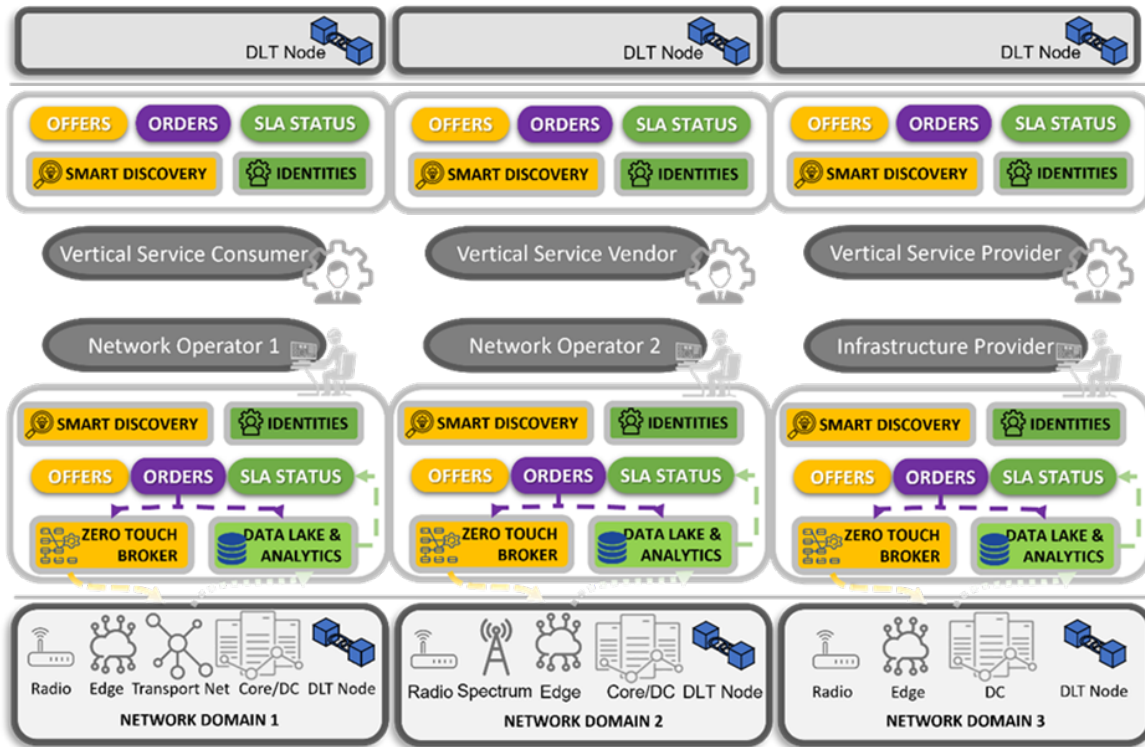 DLT Node DLT Node DLT Node
OFFERS ORDERS SLA STATUS OFFERS ORDERS SLA STATUS OFFERS ORDERS SLA STATUS
SMART DISCOVERY IDENTITIES SMART DISCOVERY IDENTITIES SMART DISCOVERY IDENTITIES
Vertical Service Consumer Vertical Service Vendor Vertical Service Provider
Network Operator 1 Network Operator 2 Infrastructure Provider
SMART DISCOVERY IDENTITIES SMART DISCOVERY IDENTITIES SMART DISCOVERY IDENTITIES
OFFERS ORDERS SLA STATUS OFFERS ORDERS SLA STATUS OFFERS ORDERS SLA STATUS
ZERO TOUCH DATA LAKE & ZERO TOUCH DATA LAKE & ZERO TOUCH DATA LAKE &
BROKER ANALYTICS BROKER ANALYTICS BROKER ANALYTICS
Radio Edge Transport Net Core/DC DLT Node Radio Spectrum Edge Core/DC DLT Node Radio Edge DC DLT Node
NETWORK DOMAIN 1 NETWORK DOMAIN 2 NETWORK DOMAIN 3